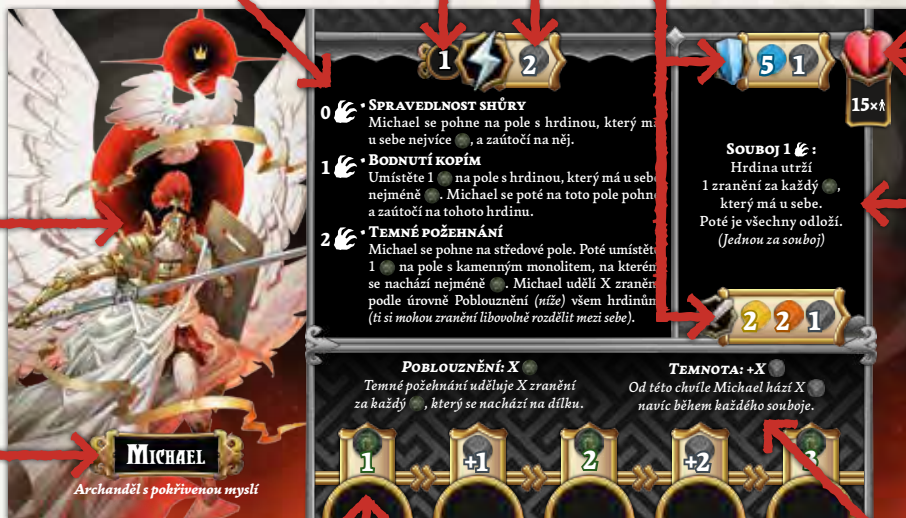 1
2
5 1
15×
0 • Spravedlnost shůry
Michael se pohne na pole s hrdinou, který
u sebe nejvíce , a zaútočí na něj.
1 • Bodnutí kopím
Umístěte 1 na pole s hrdinou, který má u sebe
nejméně . Michael se poté na toto pole pohne
a zaútočí na tohoto hrdinu.
2 • Temné požehnání
Michael se pohne na středové pole. Poté umístěte
1 na pole s kamenným monolitem, na kterém
se nachází nejméně . Michael udělí X zranění
podle úrovně Poblouznění (níže) všem hrdinům
(ti si mohou zranění libovolně rozdělit mezi sebe).
Souboj 1 :
Hrdina utrží
1 zranění za každý ,
který má u sebe.
Poté je všechny odloží.
(Jednou za souboj)
2 2 1
Poblouznění: X
Temné požehnání uděluje X zranění
za každý , který se nachází na dílku.
Temnota: +X
Od této chvíle Michael hází X
navíc během každého souboje.
1 +1 2 +2 3
Michael
Archanděl s pokřivenou myslí